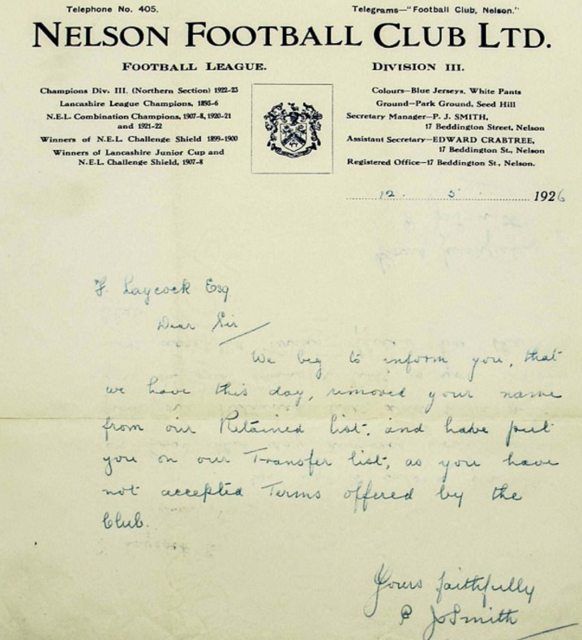 Telephone No. 405. Telegrams—"Football Club, Nelson."
NELSON FOOTBALL CLUB LTD.
FOOTBALL LEAGUE. DIVISION III.
Champions Div. III. (Northern Section) 1922-23
Lancashire League Champions, 1895-6
N.E.L. Combination Champions, 1907-8, 1920-21
and 1921-22
Winners of N.E.L. Challenge Shield 1899-1900
Winners of Lancashire Junior Cup and
N.E.L. Challenge Shield, 1907-8
Colours—Blue Jerseys, White Pants
Ground—Park Ground, Seed Hill
Secretary Manager—P. J. SMITH,
17 Beddington Street, Nelson
Assistant Secretary—EDWARD CRABTREE,
17 Beddington St., Nelson
Registered Office—17 Beddington St., Nelson.
12 5 1926
F. Laycock Esq
Dear Sir
We beg to inform you, that
we have this day, removed your name
from our Retained list, and have put
you on our Transfer list, as you have
not accepted Terms offered by the
Club.
Yours faithfully
P J Smith